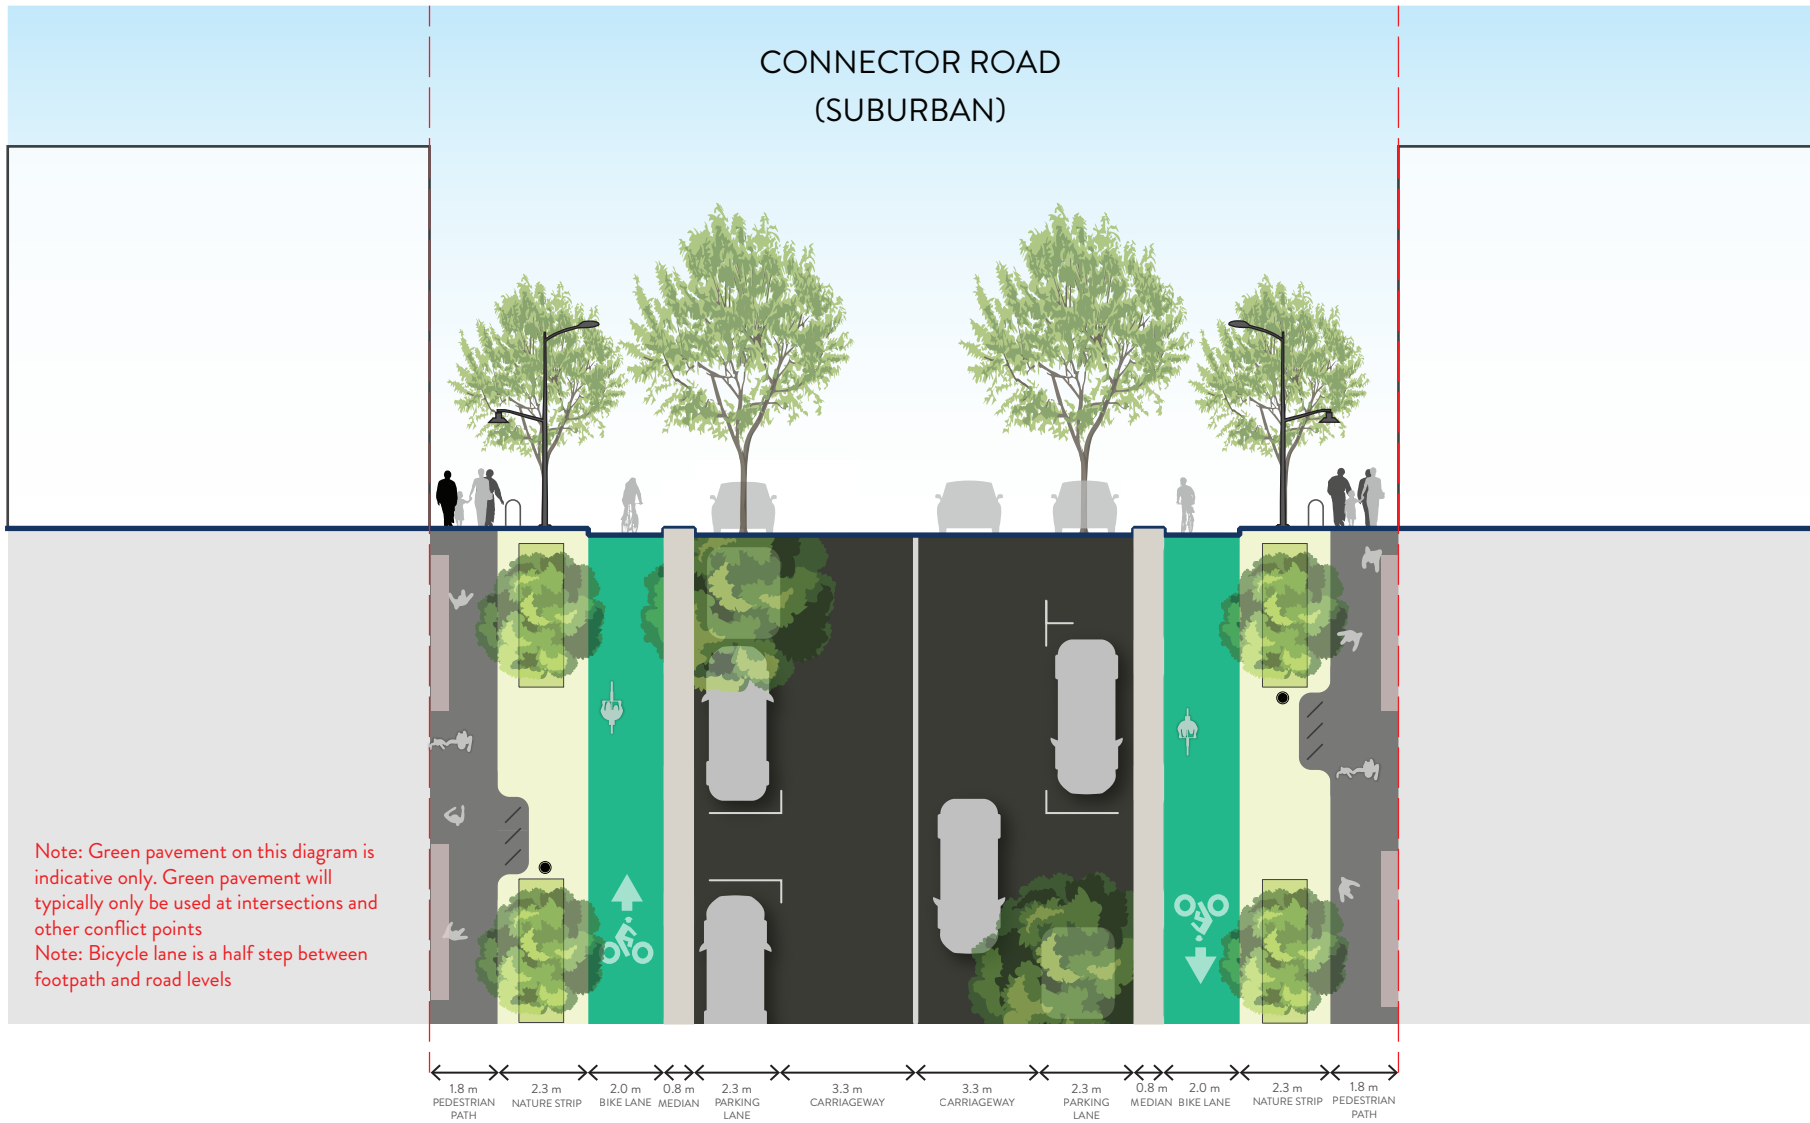 CONNECTOR ROAD
(SUBURBAN)
Note: Green pavement on this diagram is
indicative only. Green pavement will
typically only be used at intersections and
other conflict points
Note: Bicycle lane is a half step between
footpath and road levels
1.8 m
PEDESTRIAN
PATH
2.3 m
NATURE STRIP
2.0 m
BIKE LANE
0.8 m
MEDIAN
2.3 m
PARKING
LANE
3.3 m
CARRIAGEWAY
3.3 m
CARRIAGEWAY
2.3 m
PARKING
LANE
0.8 m
MEDIAN
2.0 m
BIKE LANE
2.3 m
NATURE STRIP
1.8 m
PEDESTRIAN
PATH